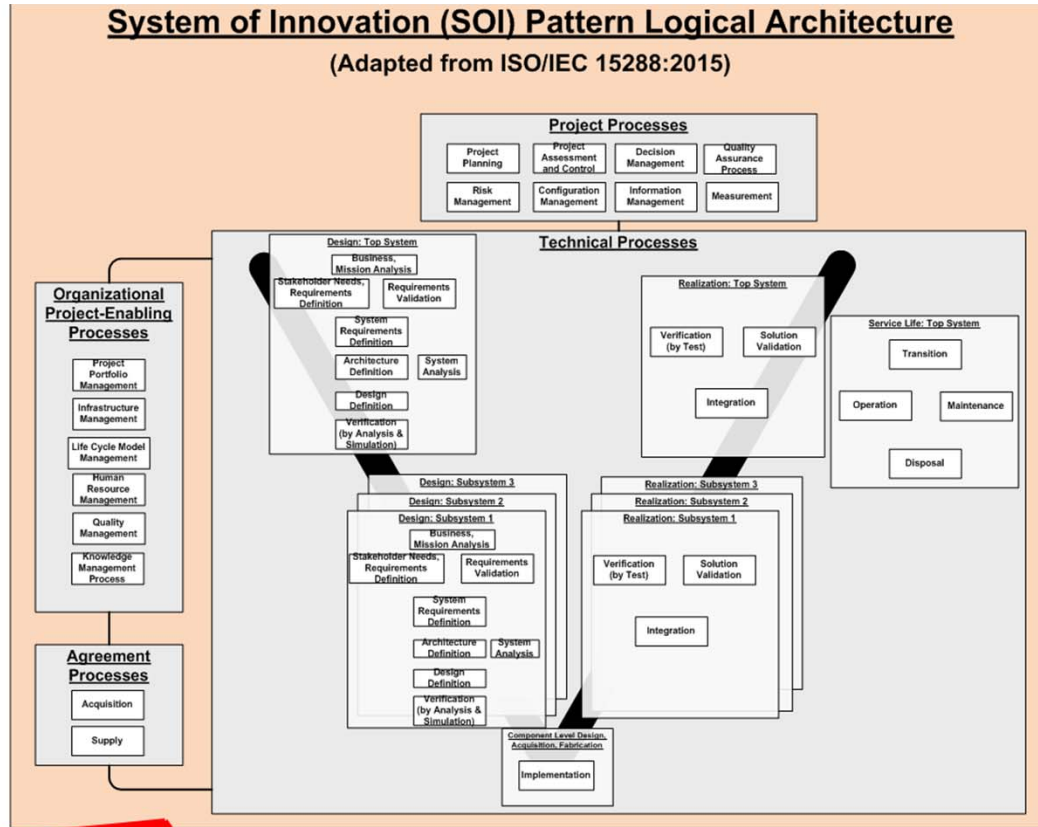 System of Innovation (SOI) Pattern Logical Architecture
(Adapted from ISO/IEC 15288:2015)
Project Processes
Project
Planning
Project
Assessment
and Control
Decision
Management
Quality
Assurance
Process
Risk
Management
Configuration
Management
Information
Management
Measurement
Technical Processes
Organizational
Project-Enabling
Processes
Project
Portfolio
Management
Infrastructure
Management
Life Cycle Model
Management
Human
Resource
Management
Quality
Management
Knowledge
Management
Process
Agreement
Processes
Acquisition
Supply
Design: Top System
Business,
Mission Analysis
Stakeholder Needs,
Requirements
Definition
Requirements
Validation
System
Requirements
Definition
Architecture
Definition
System
Analysis
Design
Definition
Verification
(by Analysis &
Simulation)
Realization: Top System
Verification
(by Test)
Solution
Validation
Integration
Service Life: Top System
Transition
Operation
Maintenance
Disposal
Design: Subsystem 3
Design: Subsystem 2
Design: Subsystem 1
Business,
Mission Analysis
Stakeholder Needs,
Requirements
Definition
Requirements
Validation
System
Requirements
Definition
Architecture
Definition
System
Analysis
Design
Definition
Verification
(by Analysis &
Simulation)
Realization: Subsystem 3
Realization: Subsystem 2
Realization: Subsystem 1
Verification
(by Test)
Solution
Validation
Integration
Component Level Design,
Acquisition, Fabrication
Implementation